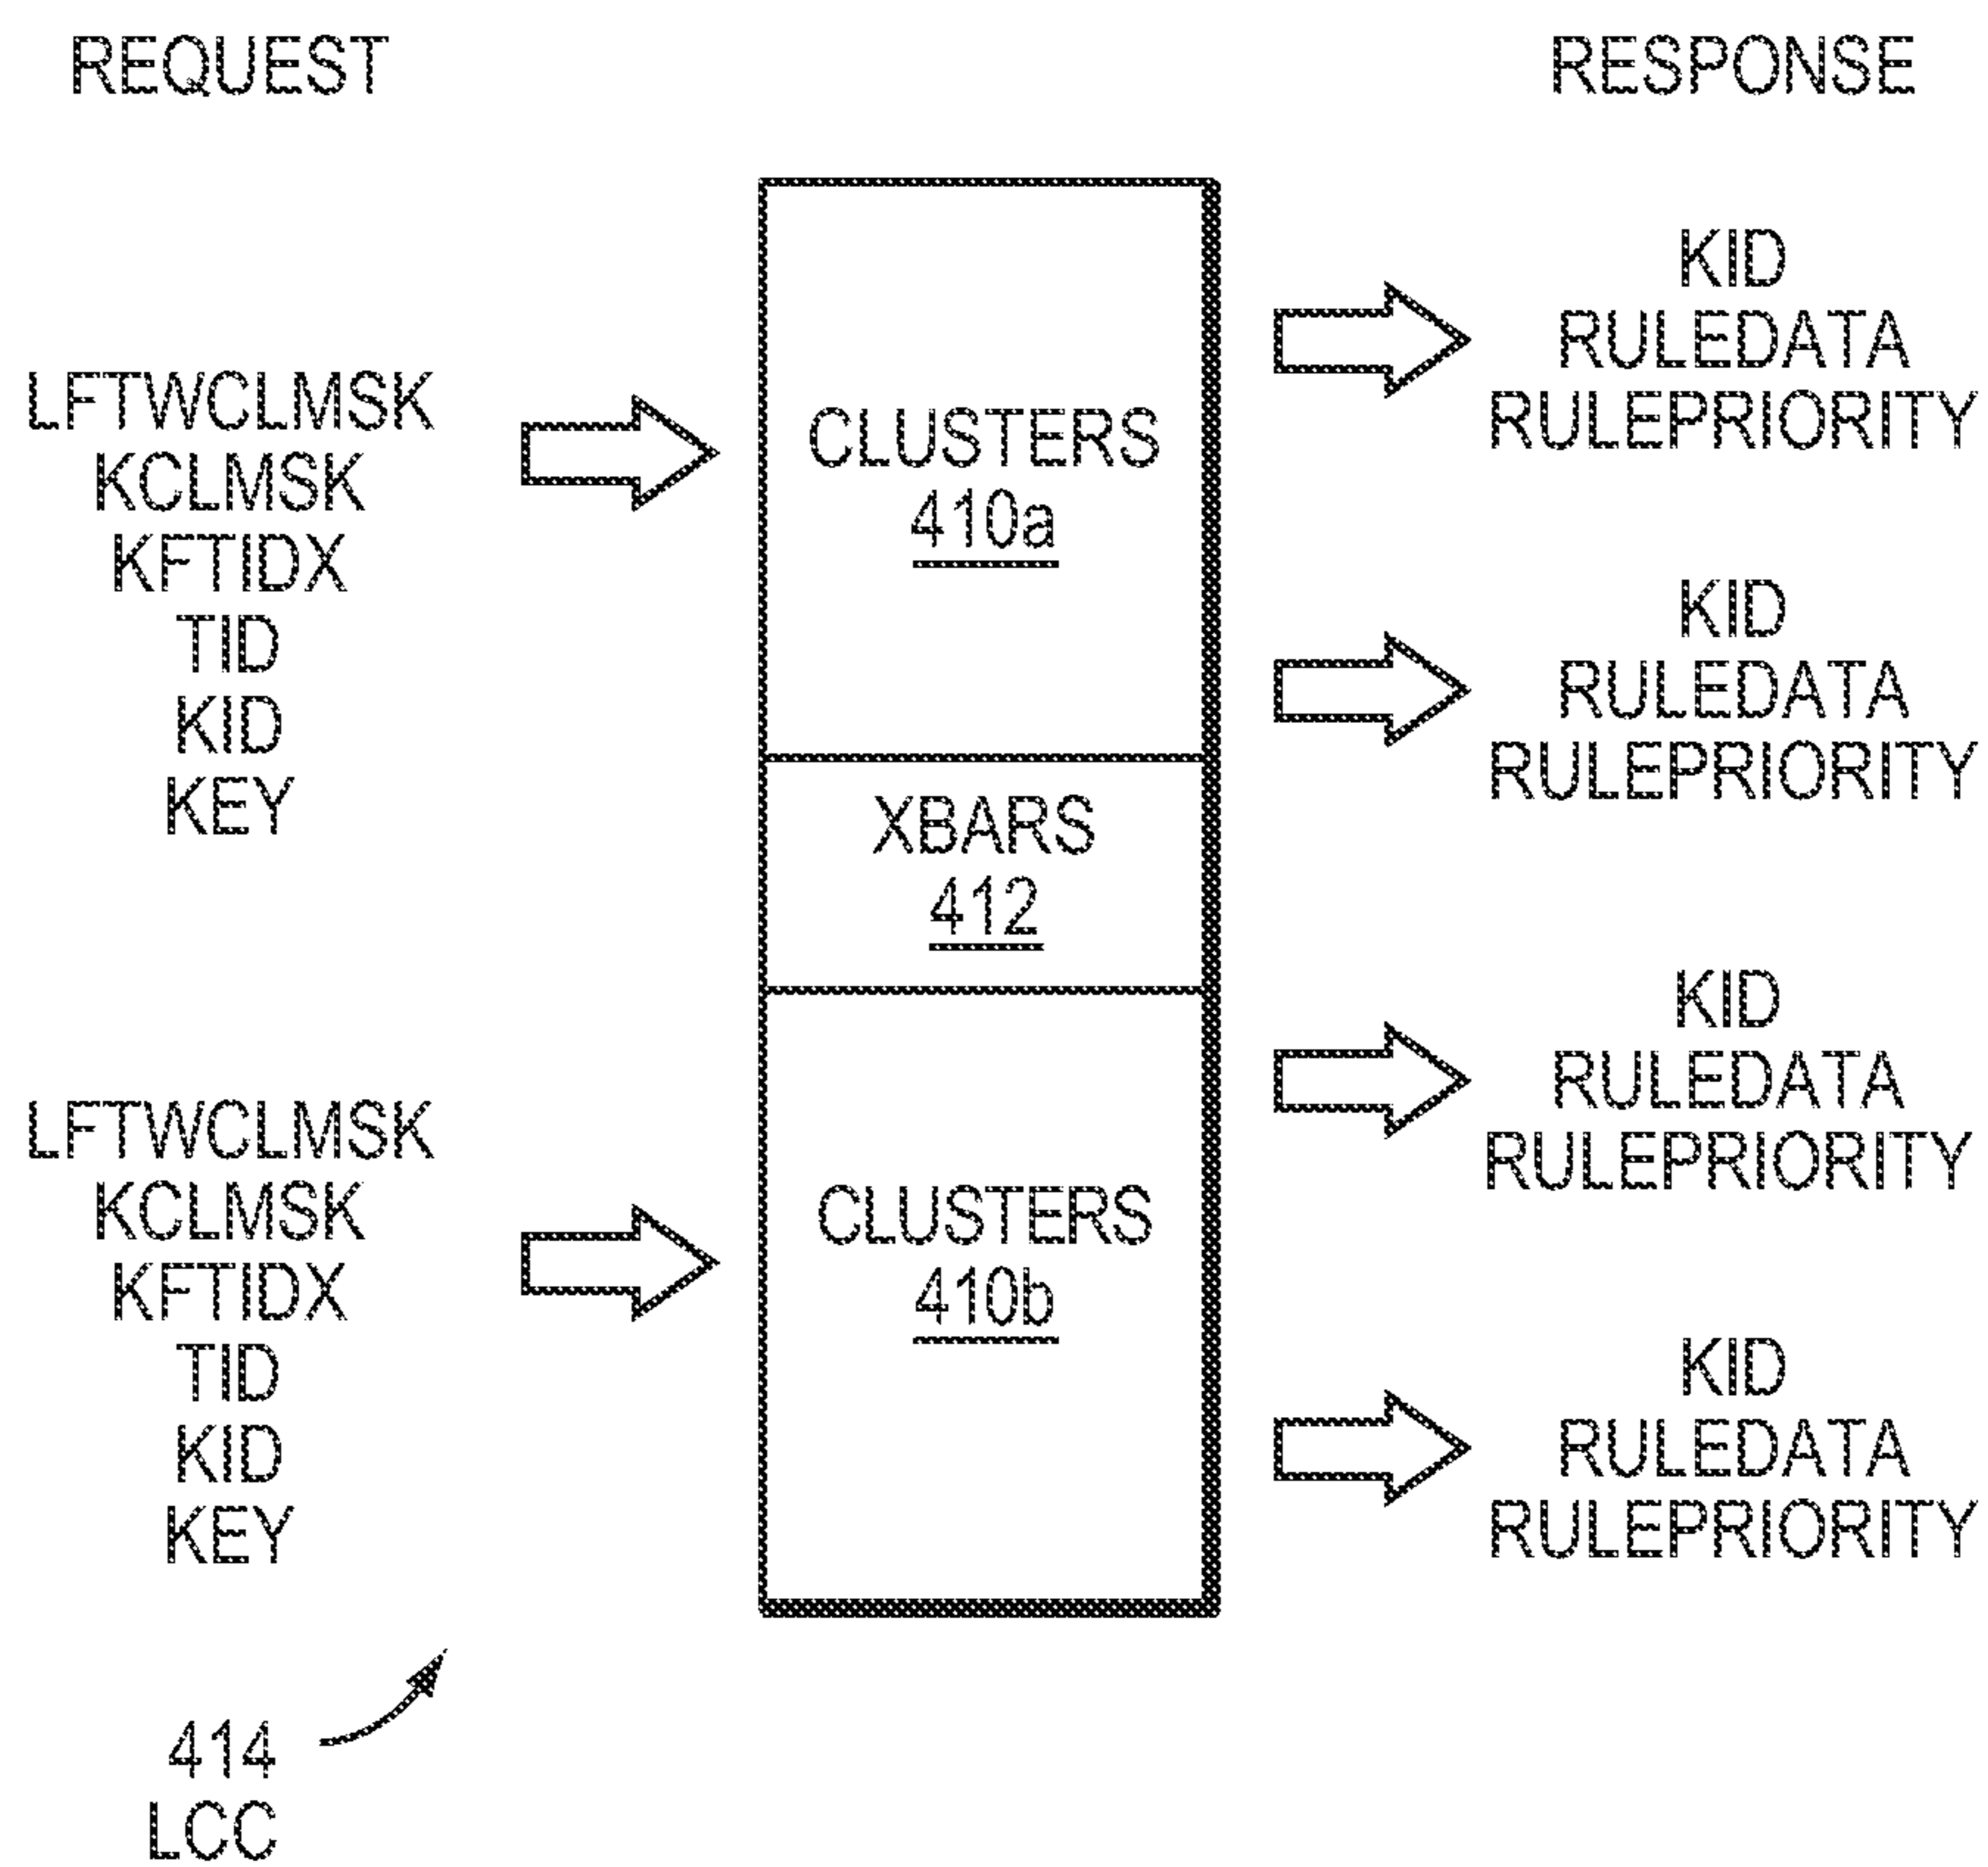 REQUEST
RESPONSE
LFTWCLMSK
KCLMSK
KFTIDX
TID
KID
KEY
LFTWCLMSK
KCLMSK
KFTIDX
TID
KID
KEY
414
LCC
CLUSTERS
410a
XBARS
412
CLUSTERS
410b
KID
RULEDATA
RULEPRIORITY
KID
RULEDATA
RULEPRIORITY
KID
RULEDATA
RULEPRIORITY
KID
RULEDATA
RULEPRIORITY